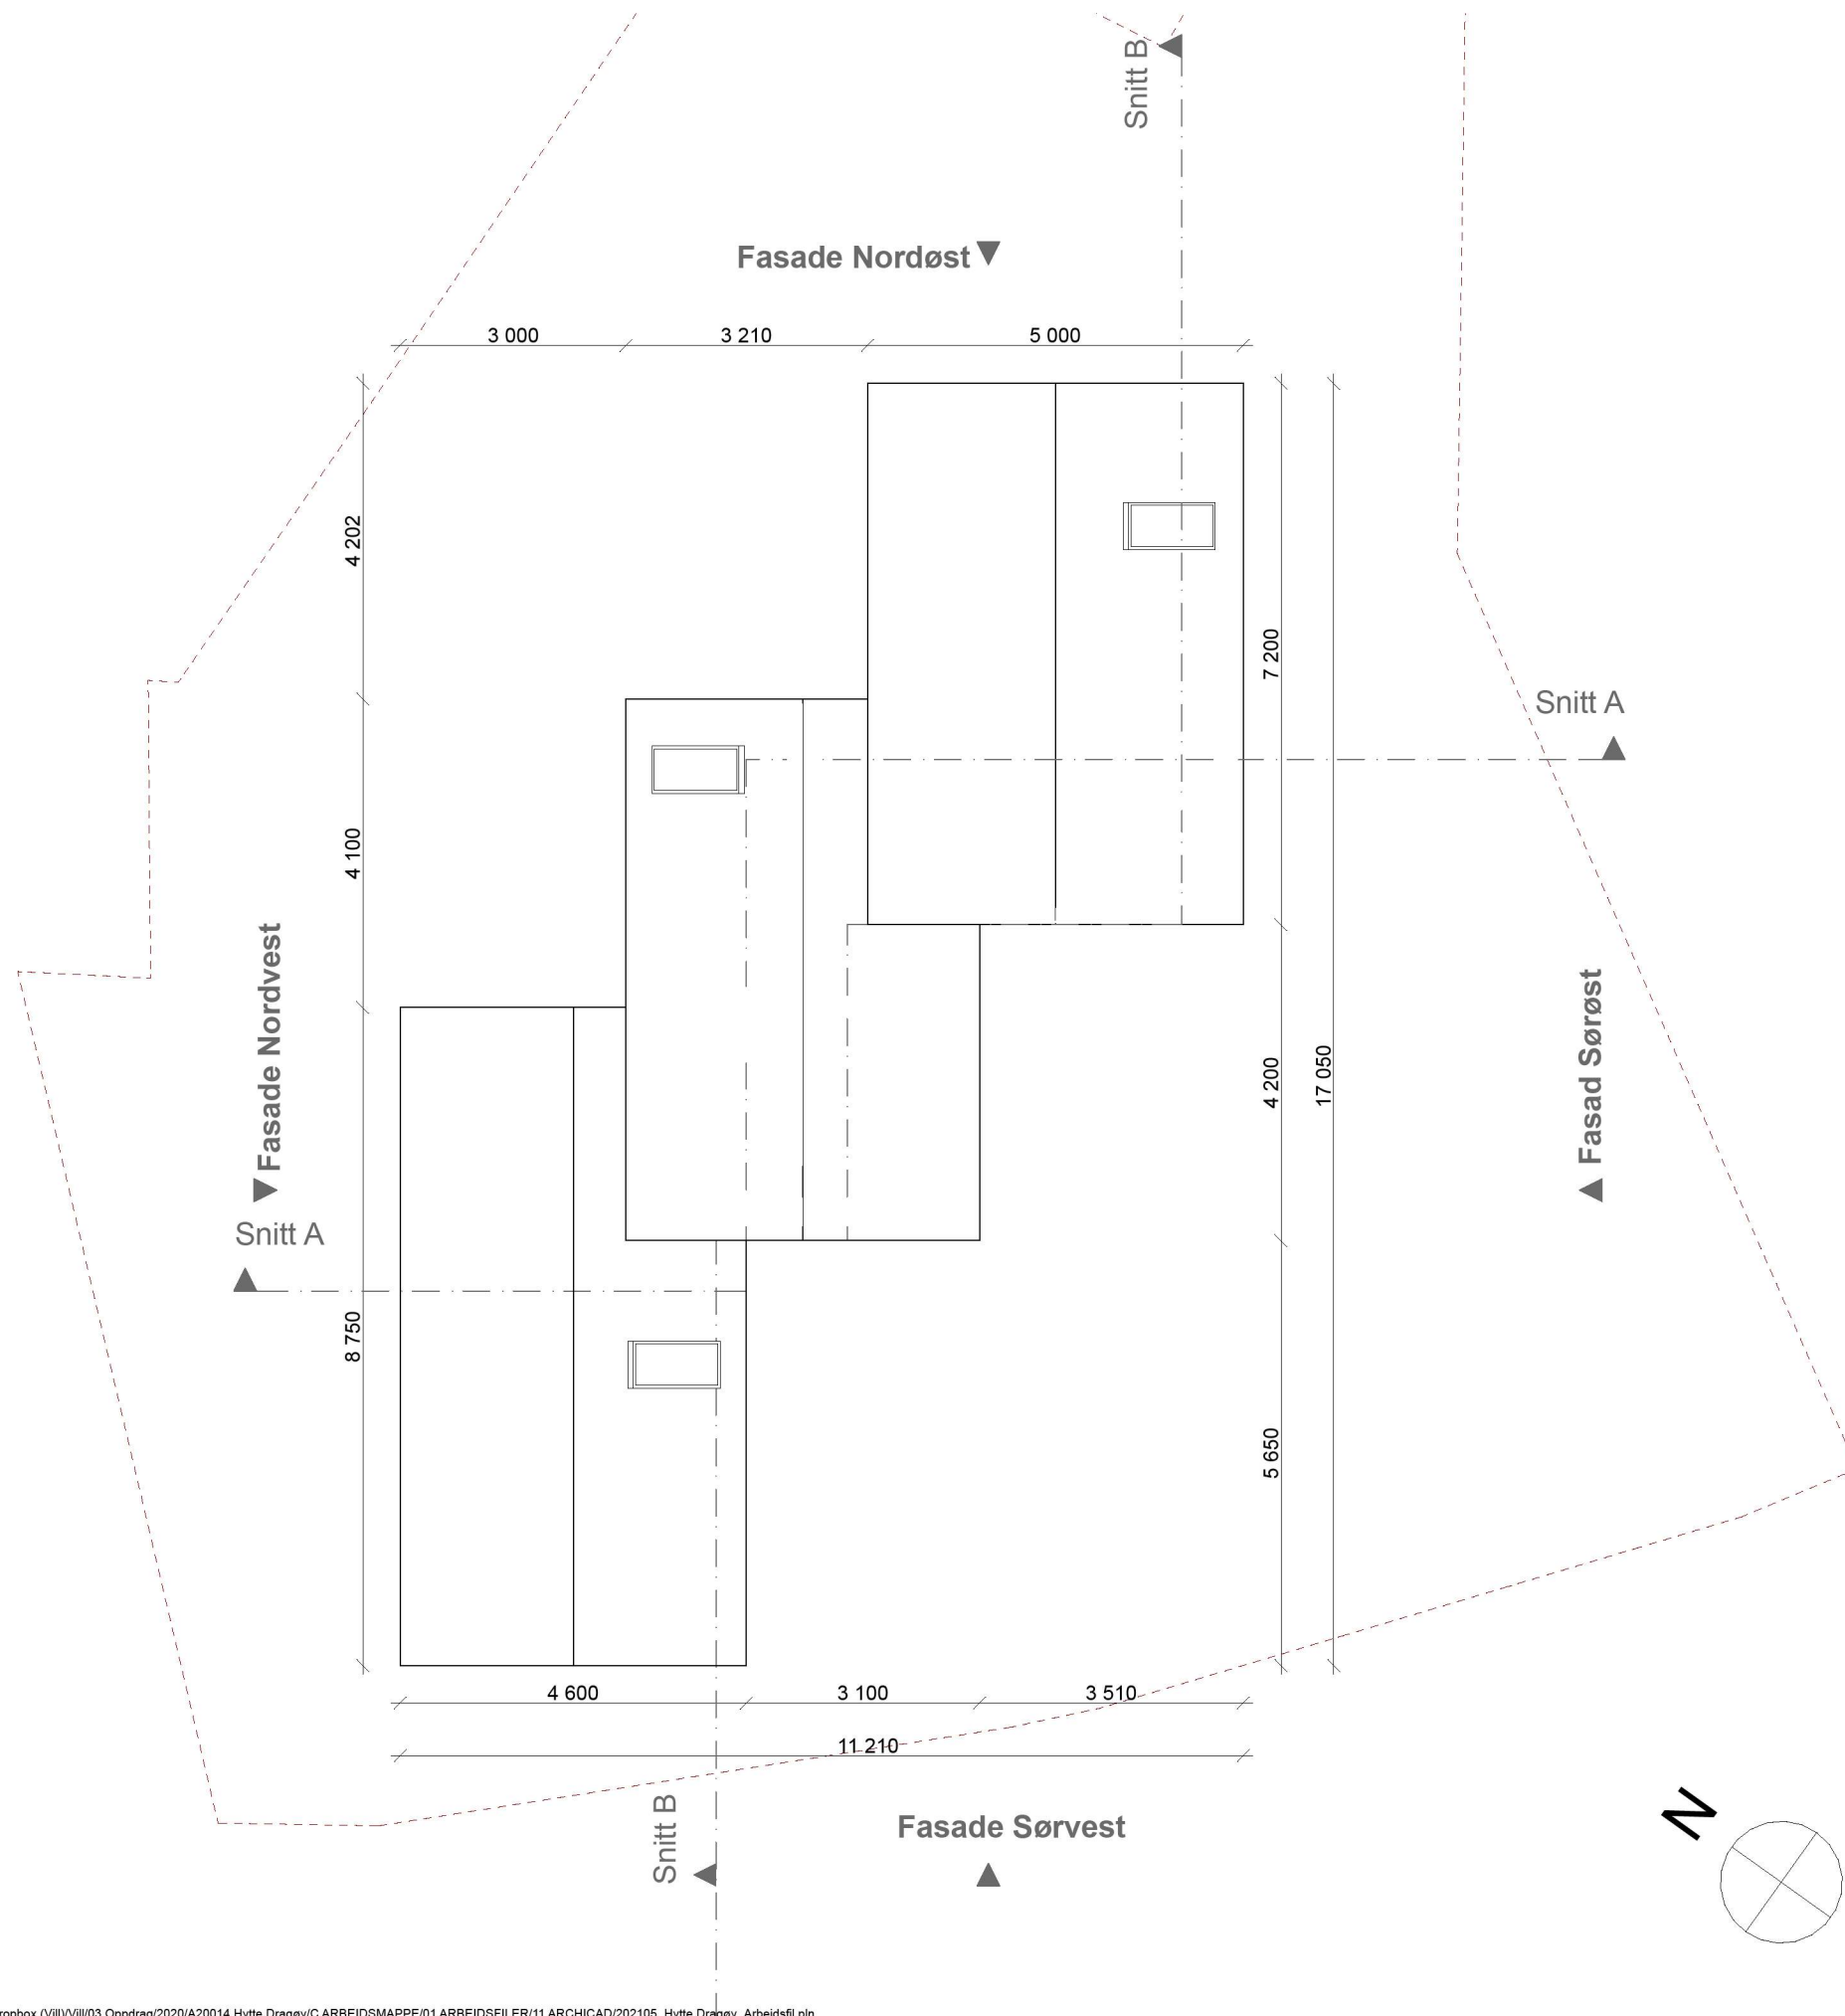 Snitt B
Fasade Nordøst
3 000
3 210
5 000
4 202
7 200
Snitt A
4 100
Fasade Nordvest
Fasad Sørøst
4 200
17 050
Snitt A
8 750
5 650
4 600
3 100
3 510
11 210
Snitt B
Fasade Sørvest
N